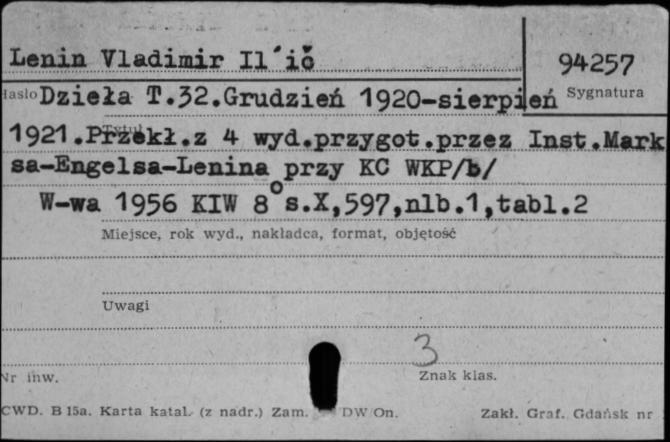 Lenin Vladimir Il´ič
94257
Hasło Dzieła T.32.Grudzień 1920-sierpień Sygnatura
Tytuł
1921.Przekł.z 4 wyd.przygot.przez Inst.Mark
sa-Engelsa-Lenina przy KC WKP/b/
W-wa 1956 KIW 8° s.X,597,nlb.1,tabl.2
Miejsce, rok wyd., nakładca, format, objętość
Uwagi
3
Nr inw. Znak klas.
CWD. B 15a. Karta katal. (z nadr.) Zam. DW On. Zakł. Graf. Gdańsk nr